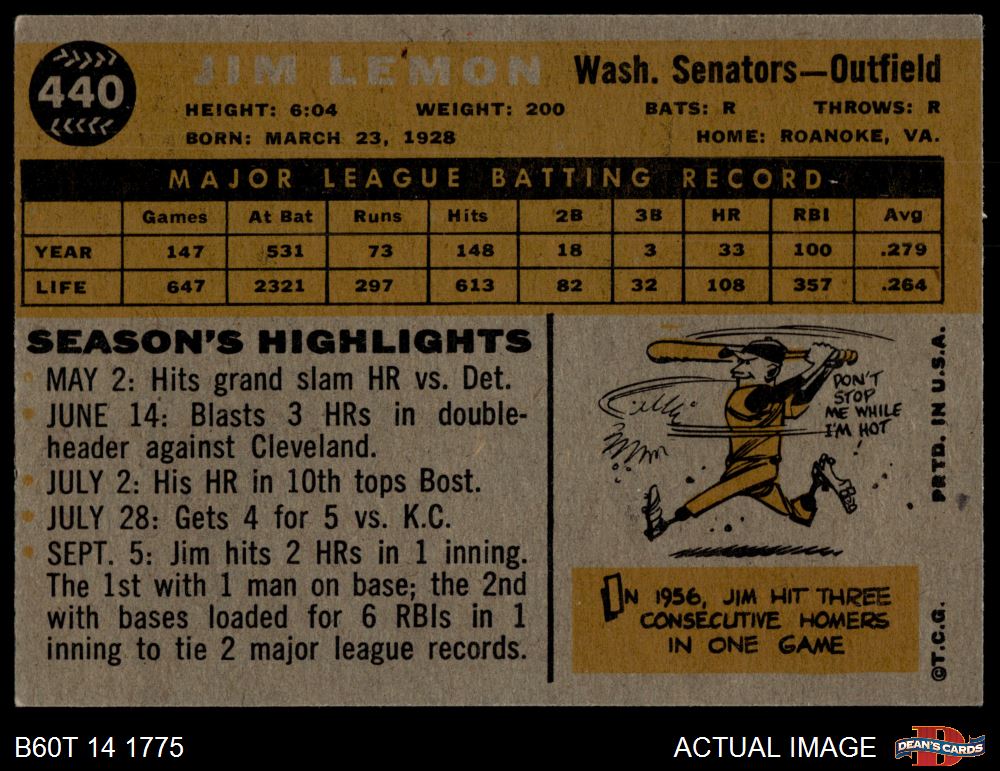 440
JIM LEMON Wash. Senators—Outfield
HEIGHT: 6:04 WEIGHT: 200 BATS: R THROWS: R
BORN: MARCH 23, 1928 HOME: ROANOKE, VA.
MAJOR LEAGUE BATTING RECORD
Games At Bat Runs Hits 2B 3B HR RBI Avg
YEAR 147 531 73 148 18 3 33 100 .279
LIFE 647 2321 297 613 82 32 108 357 .264
SEASON'S HIGHLIGHTS
MAY 2: Hits grand slam HR vs. Det.
JUNE 14: Blasts 3 HRs in double-
header against Cleveland.
JULY 2: His HR in 10th tops Bost.
JULY 28: Gets 4 for 5 vs. K.C.
SEPT. 5: Jim hits 2 HRs in 1 inning.
The 1st with 1 man on base; the 2nd
with bases loaded for 6 RBIs in 1
inning to tie 2 major league records.
DON'T
STOP
ME WHILE
I'M HOT
!
IN 1956, JIM HIT THREE
CONSECUTIVE HOMERS
IN ONE GAME
©T.C.G. PRTD. IN U.S.A.
B60T 14 1775 ACTUAL IMAGE
D
DEAN'S CARDS